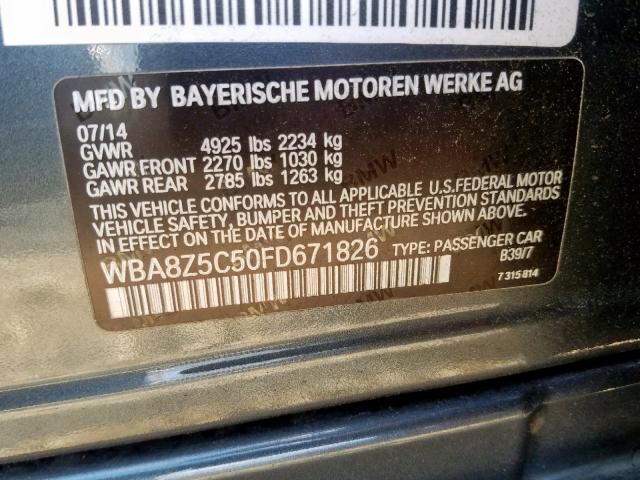 MFD BY BAYERISCHE MOTOREN WERKE AG
07/14
GVWR 4925 lbs 2234 kg
GAWR FRONT 2270 lbs 1030 kg
GAWR REAR 2785 lbs 1263 kg
THIS VEHICLE CONFORMS TO ALL APPLICABLE U.S.FEDERAL MOTOR
VEHICLE SAFETY, BUMPER AND THEFT PREVENTION STANDARDS
IN EFFECT ON THE DATE OF MANUFACTURE SHOWN ABOVE.
WBA8Z5C50FD671826 TYPE: PASSENGER CAR
B39/7
7 315 814